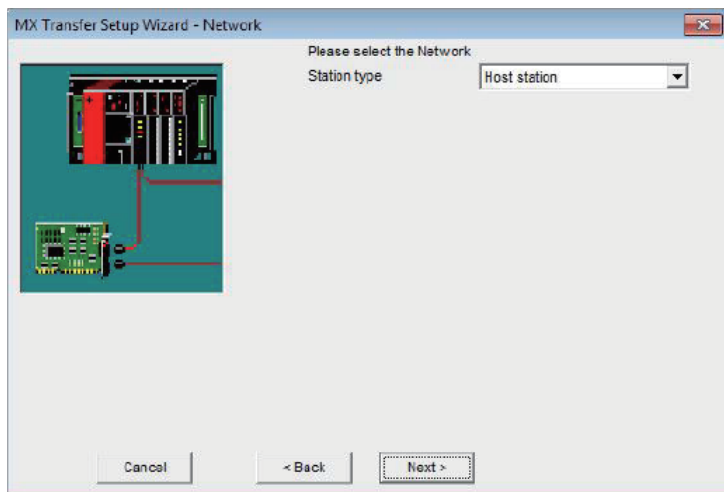 MX Transfer Setup Wizard - Network
Please select the Network
Station type Host station
Cancel < Back Next >